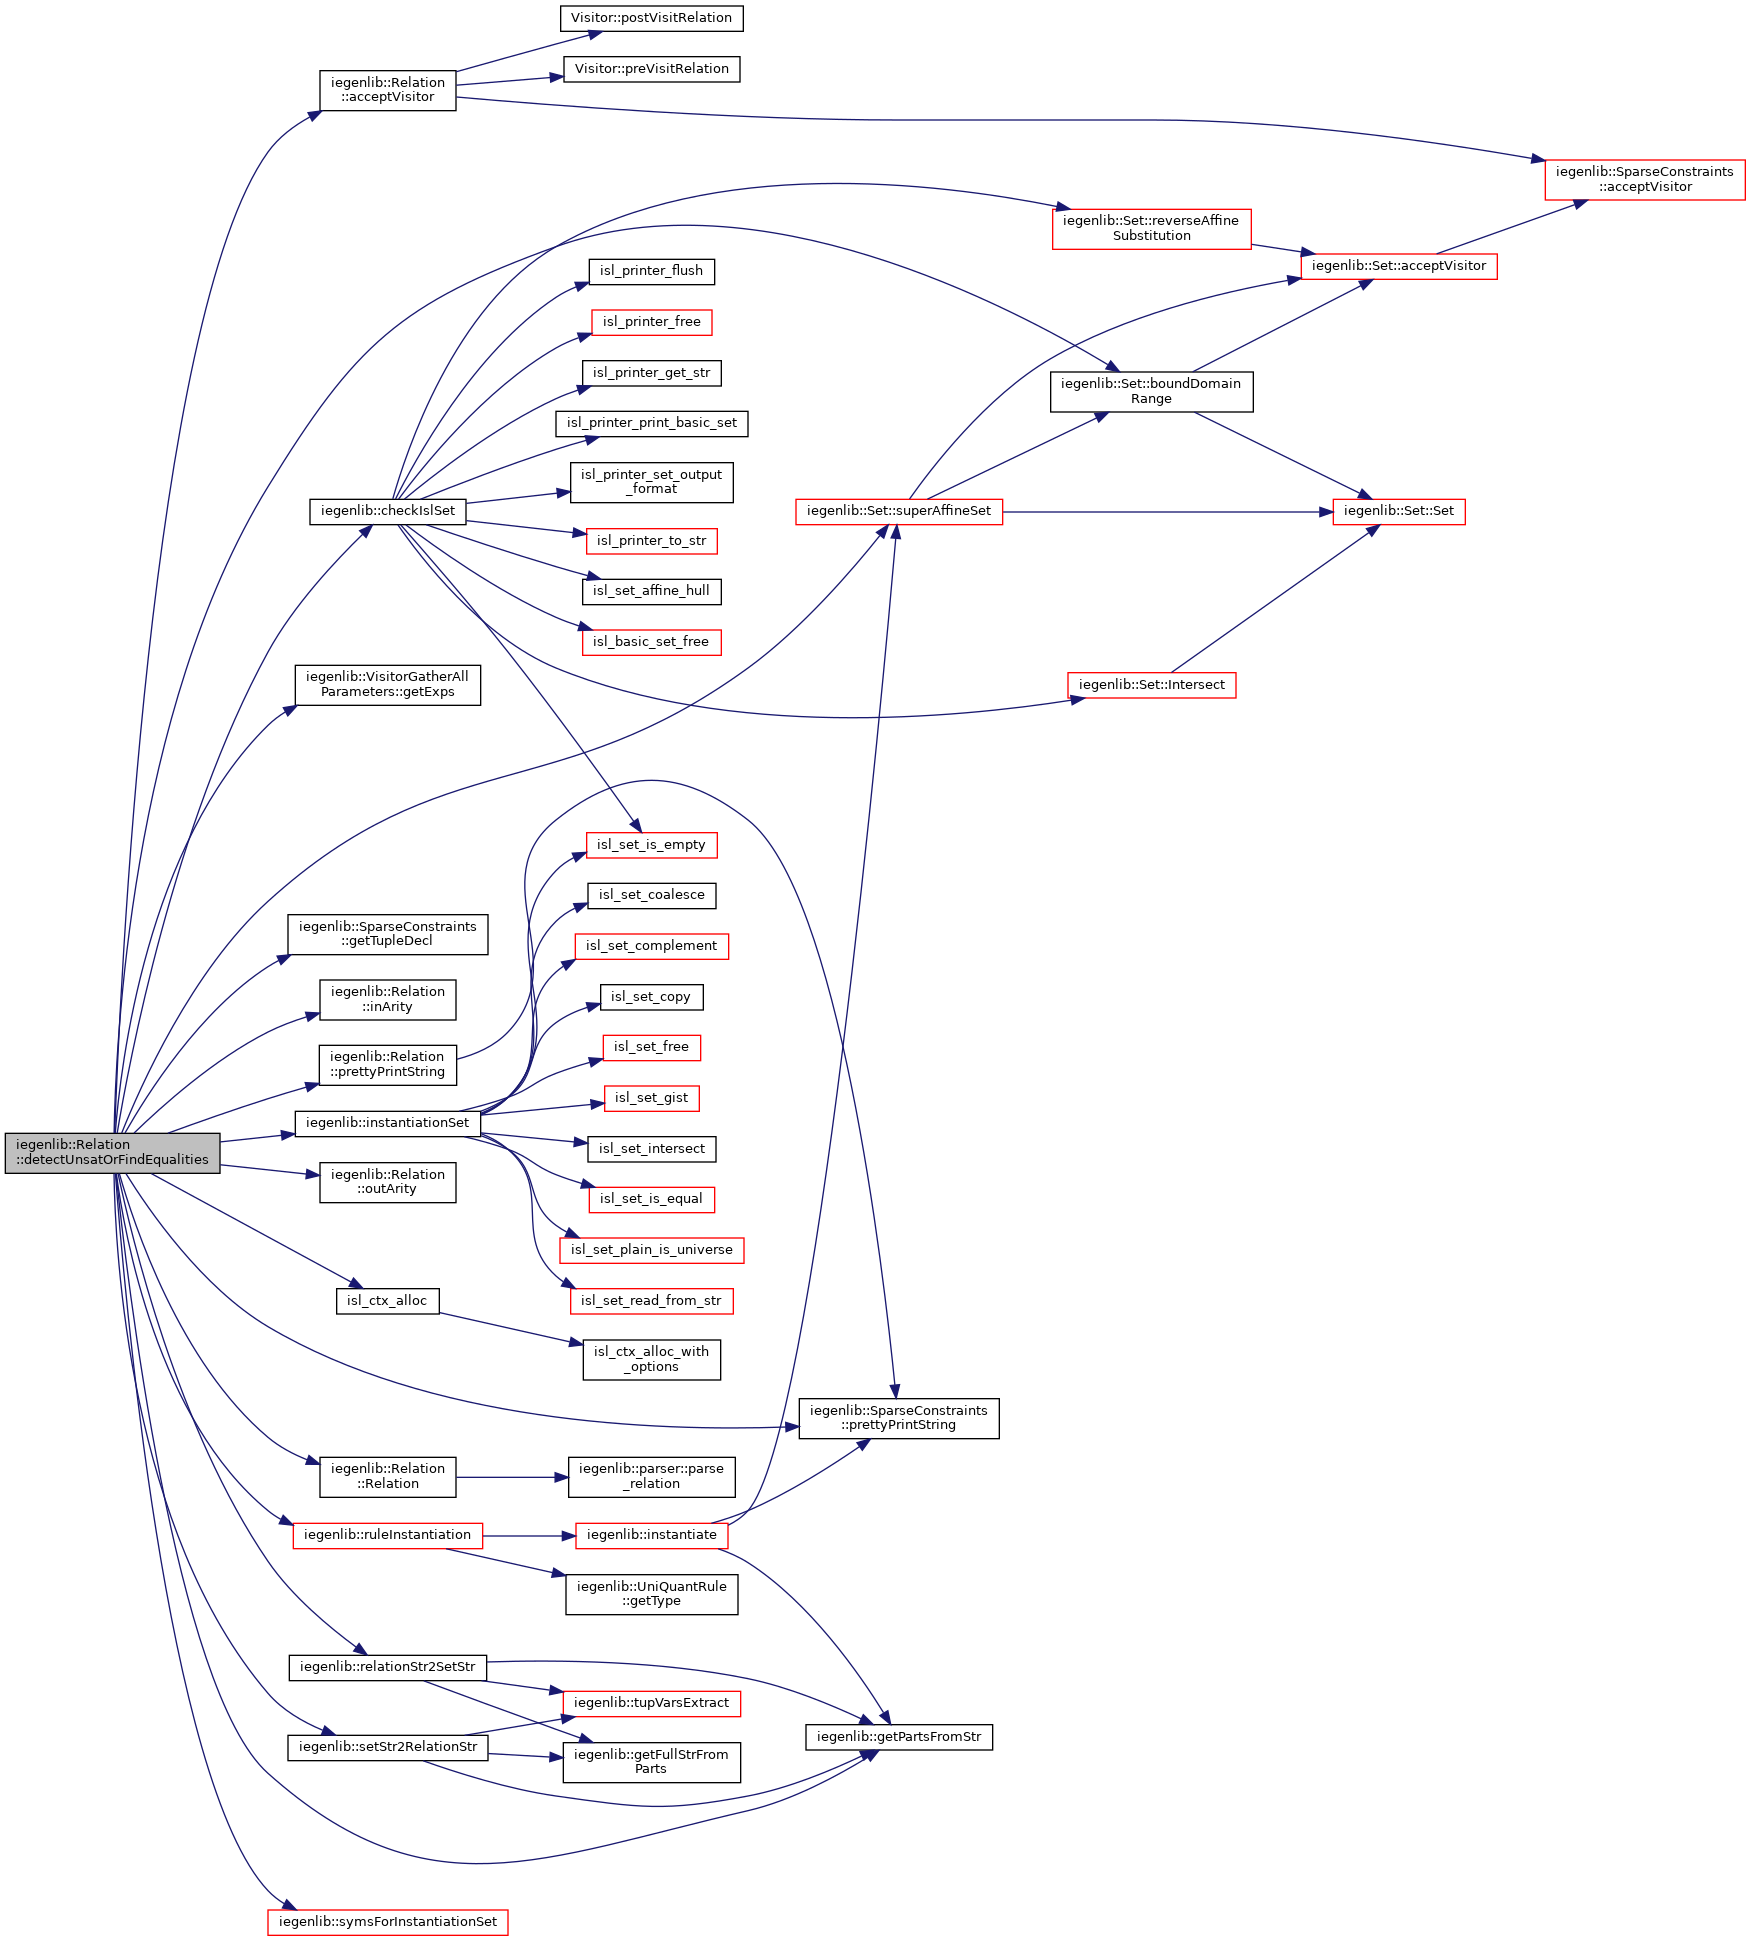 Visitor::postVisitRelation
Visitor::preVisitRelation
iegenlib::Relation
::acceptVisitor
iegenlib::SparseConstraints
::acceptVisitor
iegenlib::Set::reverseAffine
Substitution
iegenlib::Set::acceptVisitor
isl_printer_flush
isl_printer_free
isl_printer_get_str
iegenlib::Set::boundDomain
Range
isl_printer_print_basic_set
isl_printer_set_output
_format
iegenlib::checkIslSet
iegenlib::Set::superAffineSet
iegenlib::Set::Set
isl_printer_to_str
isl_set_affine_hull
isl_basic_set_free
iegenlib::VisitorGatherAll
Parameters::getExps
iegenlib::Set::Intersect
isl_set_is_empty
isl_set_coalesce
iegenlib::SparseConstraints
::getTupleDecl
isl_set_complement
iegenlib::Relation
::inArity
isl_set_copy
isl_set_free
iegenlib::Relation
::prettyPrintString
isl_set_gist
iegenlib::instantiationSet
iegenlib::Relation
::detectUnsatOrFindEqualities
isl_set_intersect
iegenlib::Relation
::outArity
isl_set_is_equal
isl_set_plain_is_universe
isl_ctx_alloc
isl_set_read_from_str
isl_ctx_alloc_with
_options
iegenlib::SparseConstraints
::prettyPrintString
iegenlib::Relation
::Relation
iegenlib::parser::parse
_relation
iegenlib::ruleInstantiation
iegenlib::instantiate
iegenlib::UniQuantRule
::getType
iegenlib::relationStr2SetStr
iegenlib::tupVarsExtract
iegenlib::setStr2RelationStr
iegenlib::getFullStrFrom
Parts
iegenlib::getPartsFromStr
iegenlib::symsForInstantiationSet